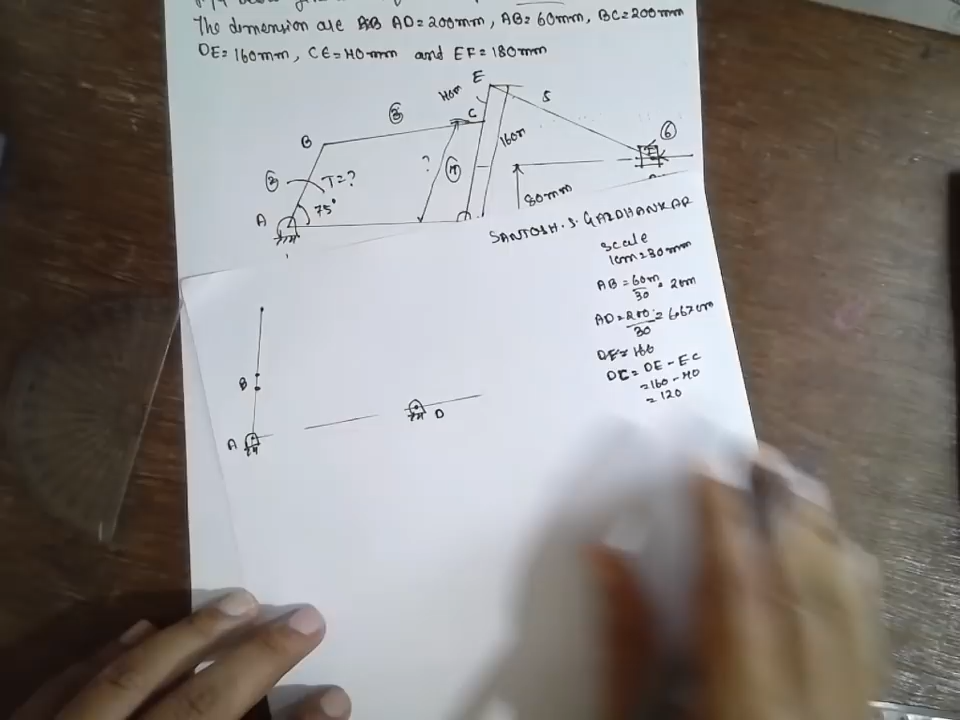 The dimension are AD=200mm, AB=60mm, BC=200mm
DE=160mm, CE=40mm and EF=180mm
E
40m
5
C
3
B
160m
6
?
4
2
T=?
75°
80mm
A
SANTOSH.S.GAIDHANKAR
scale
1cm=30mm
AB = 60m/30 = 2cm
AD=200/30=6.67cm
DE=160
DC=DE-EC
=160-40
=120
B
A
D